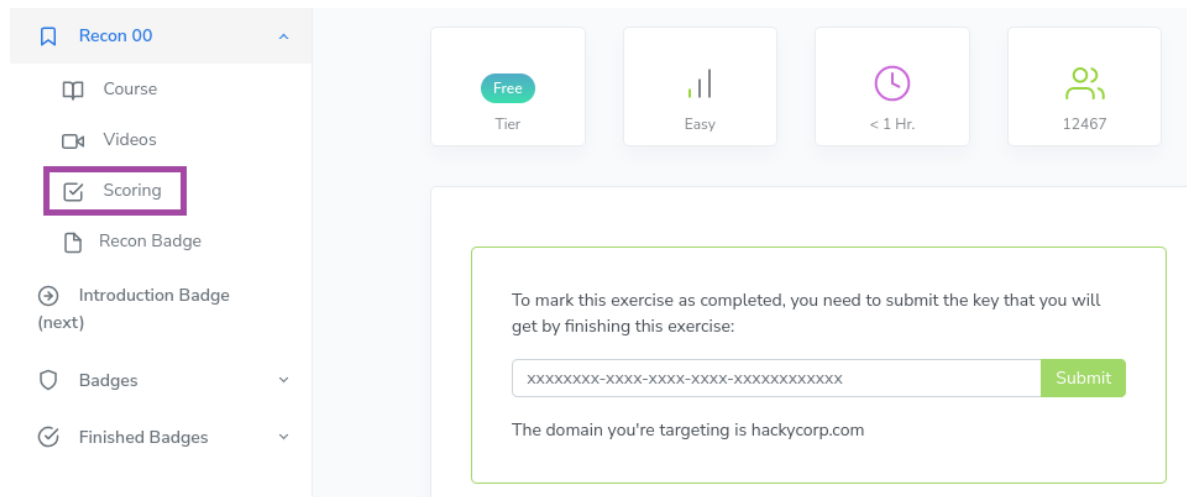 Recon 00
Course
Videos
Scoring
Recon Badge
Introduction Badge
(next)
Badges
Finished Badges
Free
Tier
Easy
< 1 Hr.
12467
To mark this exercise as completed, you need to submit the key that you will
get by finishing this exercise:
xxxxxxxx-xxxx-xxxx-xxxx-xxxxxxxxxxxx
Submit
The domain you're targeting is hackycorp.com